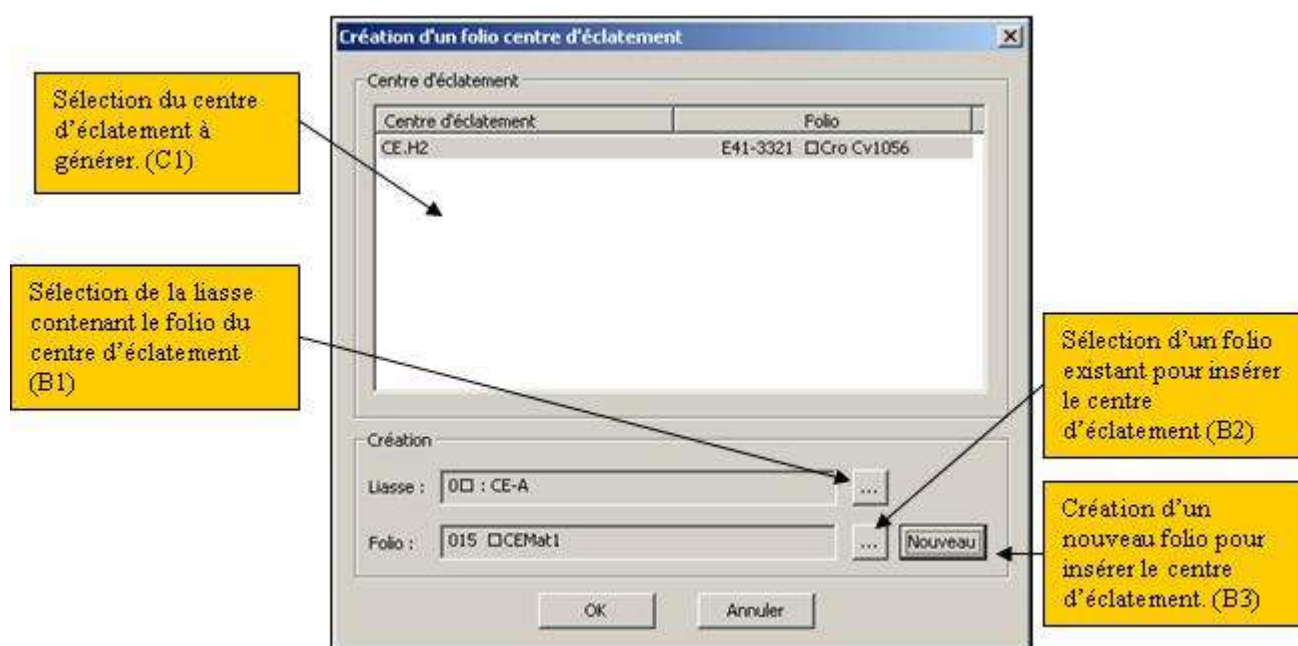 Création d'un folio centre d'éclatement
Sélection du centre
d'éclatement à
générer. (C1)
Centre d'éclatement
Centre d'éclatement Folio
CE.H2 E41-3321 □Cro Cv1056
Sélection de la liasse
contenant le folio du
centre d'éclatement
(B1)
Sélection d'un folio
existant pour insérer
le centre
d'éclatement (B2)
Création
Liasse : 0□ : CE-A ...
Folio : 015 □CEMat1 ... Nouveau
Création d'un
nouveau folio pour
insérer le centre
d'éclatement. (B3)
OK Annuler